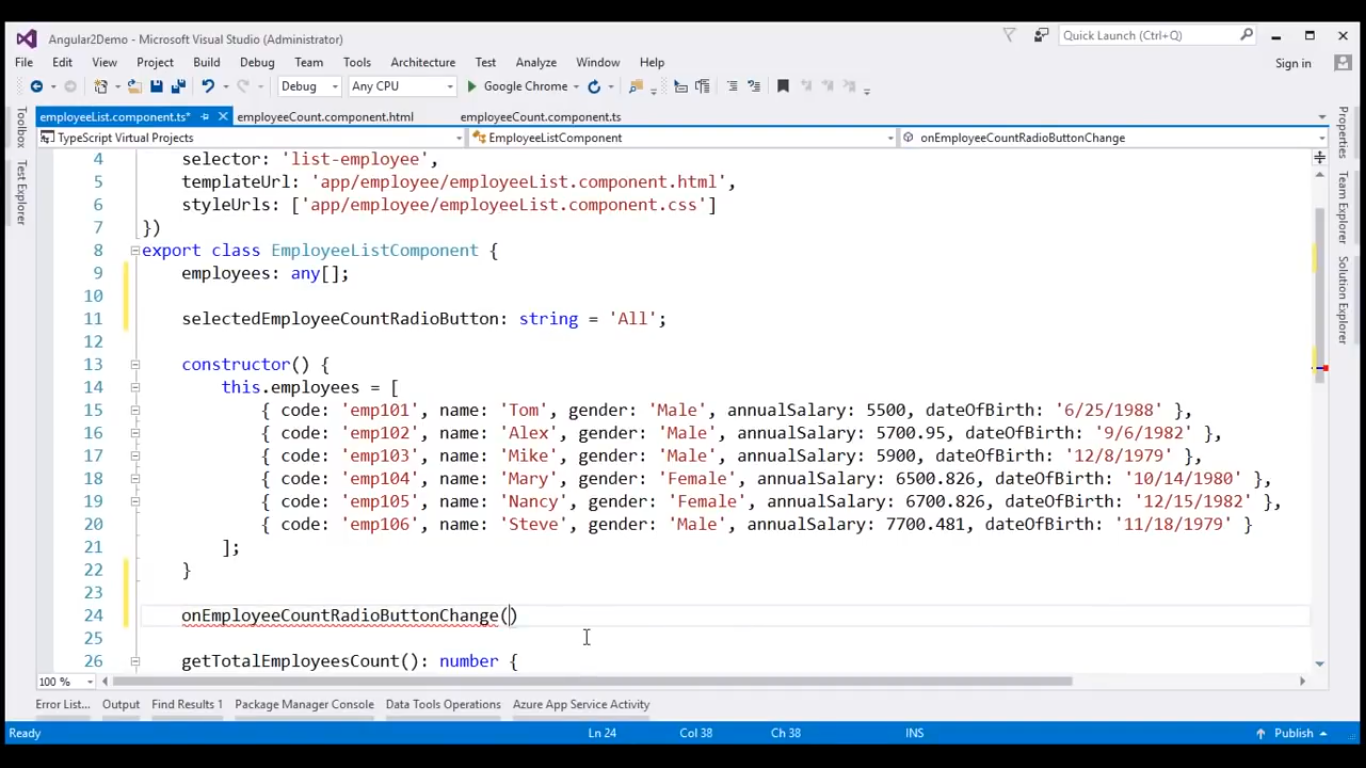 Angular2Demo - Microsoft Visual Studio (Administrator)
Quick Launch (Ctrl+Q)
File Edit View Project Build Debug Team Tools Architecture Test Analyze Window Help
Sign in
Debug Any CPU Google Chrome
employeeList.component.ts* employeeCount.component.html employeeCount.component.ts
TypeScript Virtual Projects EmployeeListComponent onEmployeeCountRadioButtonChange
Toolbox
Test Explorer
4 selector: 'list-employee',
5 templateUrl: 'app/employee/employeeList.component.html',
6 styleUrls: ['app/employee/employeeList.component.css']
7 })
8 export class EmployeeListComponent {
9 employees: any[];
10
11 selectedEmployeeCountRadioButton: string = 'All';
12
13 constructor() {
14 this.employees = [
15 { code: 'emp101', name: 'Tom', gender: 'Male', annualSalary: 5500, dateOfBirth: '6/25/1988' },
16 { code: 'emp102', name: 'Alex', gender: 'Male', annualSalary: 5700.95, dateOfBirth: '9/6/1982' },
17 { code: 'emp103', name: 'Mike', gender: 'Male', annualSalary: 5900, dateOfBirth: '12/8/1979' },
18 { code: 'emp104', name: 'Mary', gender: 'Female', annualSalary: 6500.826, dateOfBirth: '10/14/1980' },
19 { code: 'emp105', name: 'Nancy', gender: 'Female', annualSalary: 6700.826, dateOfBirth: '12/15/1982' },
20 { code: 'emp106', name: 'Steve', gender: 'Male', annualSalary: 7700.481, dateOfBirth: '11/18/1979' }
21 ];
22 }
23
24 onEmployeeCountRadioButtonChange()
25
26 getTotalEmployeesCount(): number {
Properties
Team Explorer
Solution Explorer
100 %
Error List... Output Find Results 1 Package Manager Console Data Tools Operations Azure App Service Activity
Ready Ln 24 Col 38 Ch 38 INS Publish